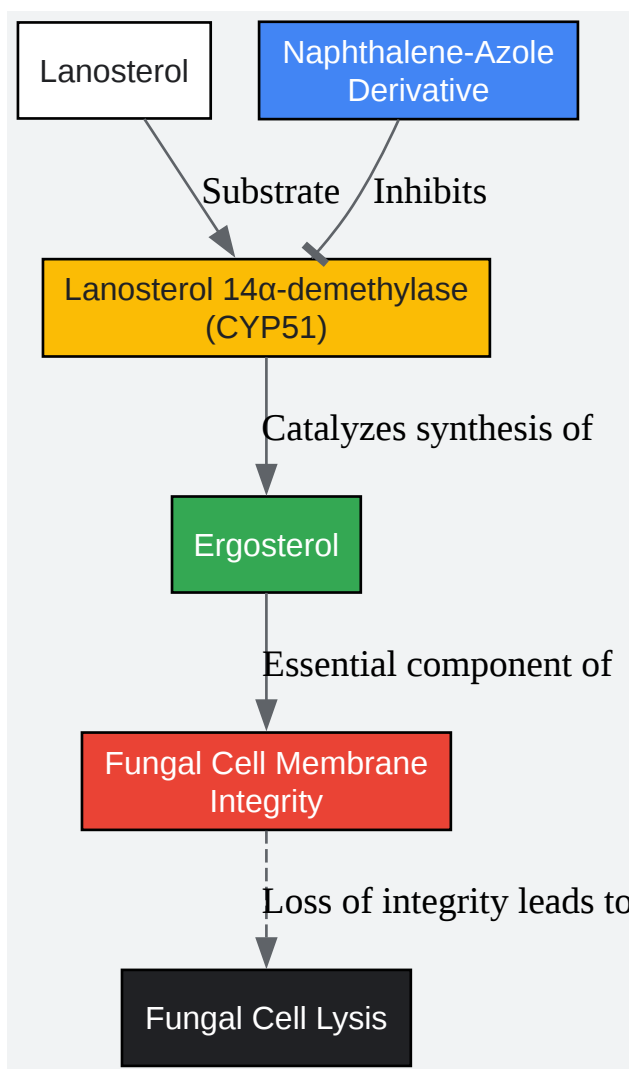 Lanosterol
Naphthalene-Azole
Derivative
Substrate
Inhibits
Lanosterol 14α-demethylase
(CYP51)
Catalyzes synthesis of
Ergosterol
Essential component of
Fungal Cell Membrane
Integrity
Loss of integrity leads to
Fungal Cell Lysis